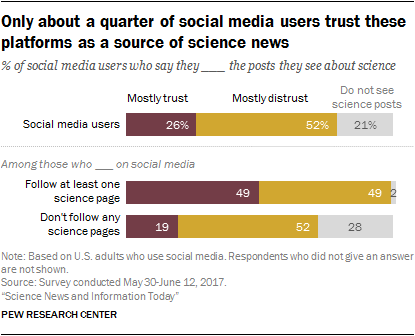 Only about a quarter of social media users trust these
platforms as a source of science news
% of social media users who say they ___ the posts they see about science
Mostly trust Mostly distrust Do not see
science posts
Social media users 26% 52% 21%
Among those who ___ on social media
Follow at least one
science page 49 49 2
Don't follow any
science pages 19 52 28
Note: Based on U.S. adults who use social media. Respondents who did not give an answer
are not shown.
Source: Survey conducted May 30-June 12, 2017.
“Science News and Information Today”
PEW RESEARCH CENTER